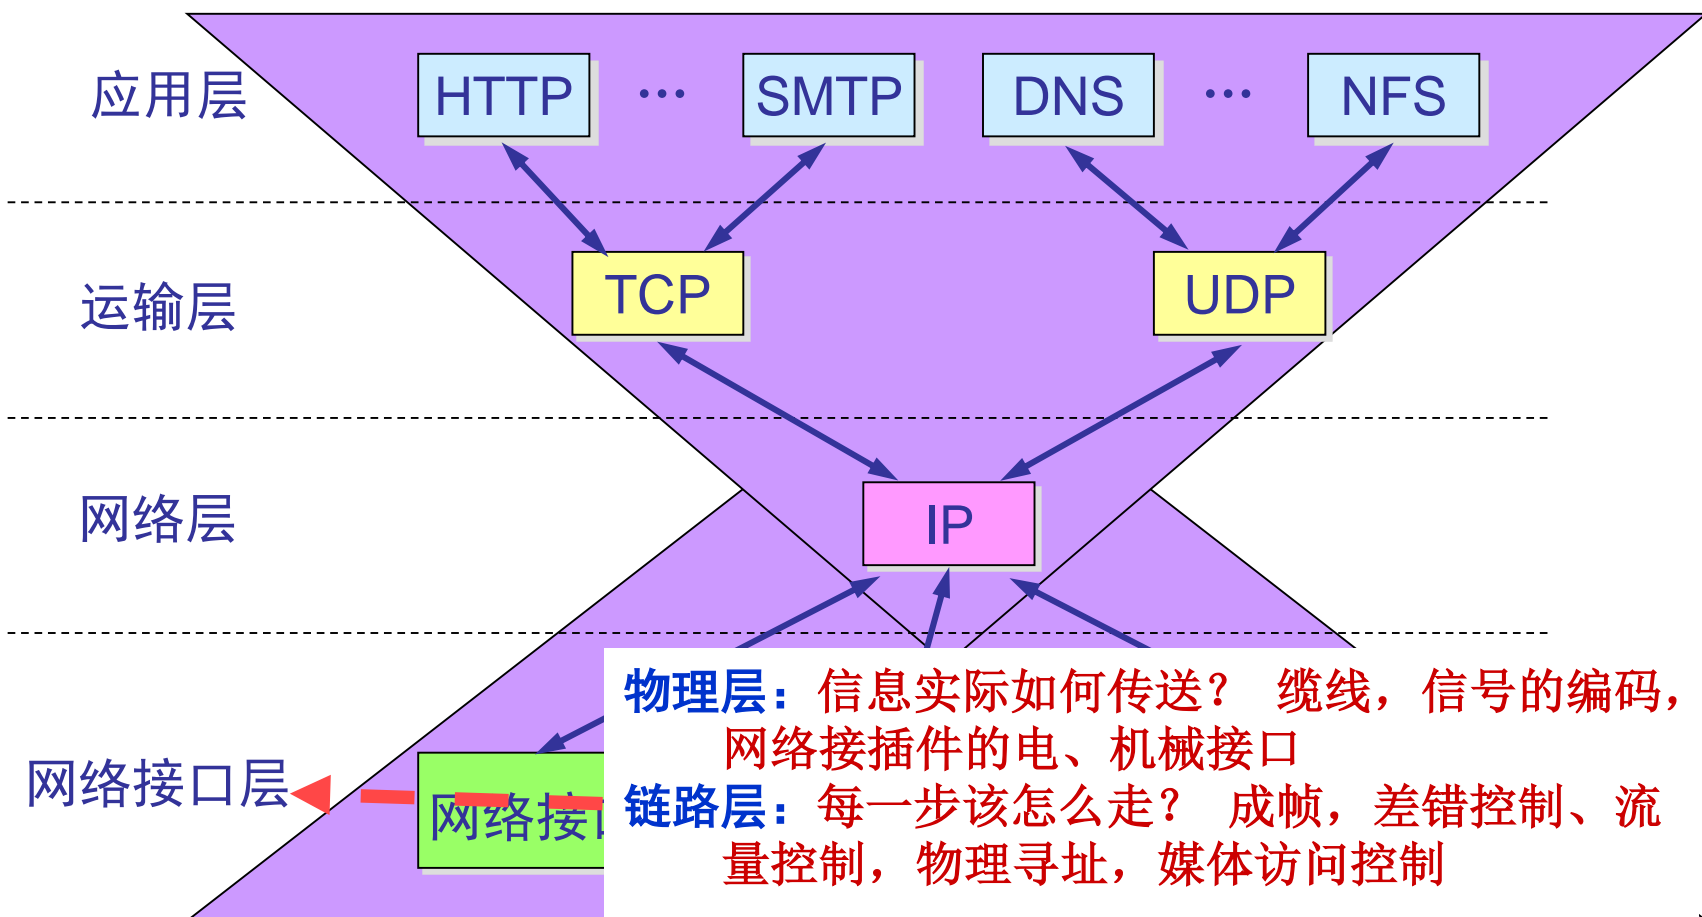 应用层 HTTP … SMTP DNS … NFS
运输层 TCP UDP
网络层 IP
物理层：信息实际如何传送？ 缆线，信号的编码，
网络接插件的电、机械接口
网络接口层 网络接
链路层：每一步该怎么走？ 成帧，差错控制、流
量控制，物理寻址，媒体访问控制